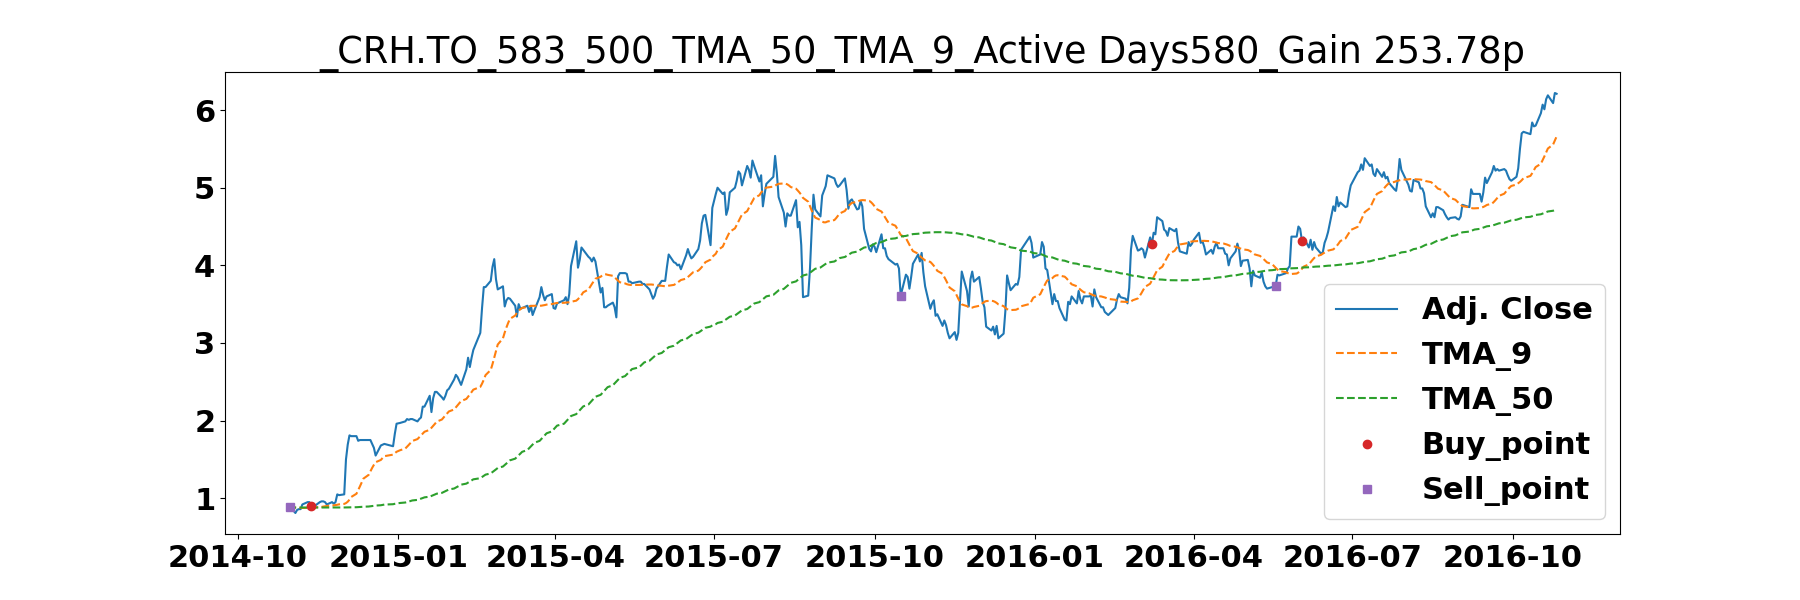 _CRH.TO_583_500_TMA_50_TMA_9_Active Days580_Gain 253.78p
6
5
4
3
2
1
Adj. Close
TMA_9
TMA_50
Buy_point
Sell_point
2014-10 2015-01 2015-04 2015-07 2015-10 2016-01 2016-04 2016-07 2016-10